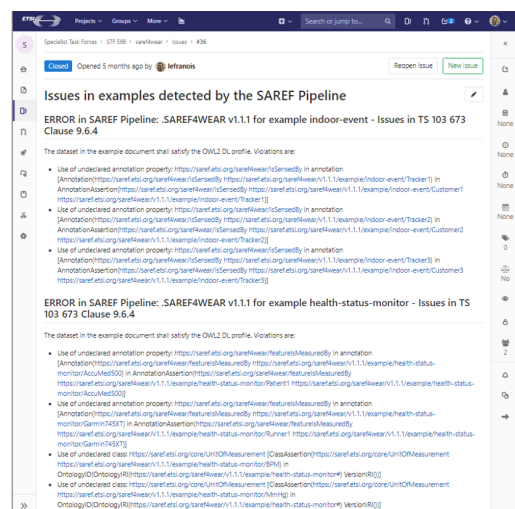 ETSI Projects Groups More Search or jump to... 2
S Specialist Task Forces > STF 566 > saref4wear > Issues > #36
Closed Opened 5 months ago by lefranois Reopen issue New issue
Issues in examples detected by the SAREF Pipeline
ERROR in SAREF Pipeline: .SAREF4WEAR v1.1.1 for example indoor-event - Issues in TS 103 673
Clause 9.6.4
The dataset in the example document shall satisfy the OWL2 DL profile. Violations are:
Use of undeclared annotation property: https://saref.etsi.org/saref4wear/isSensedBy in annotation
[Annotation(https://saref.etsi.org/saref4wear/isSensedBy https://saref.etsi.org/saref4wear/v1.1.1/example/indoor-event/Tracker1) in
AnnotationAssertion(https://saref.etsi.org/saref4wear/isSensedBy https://saref.etsi.org/saref4wear/v1.1.1/example/indoor-event/Customer1
https://saref.etsi.org/saref4wear/v1.1.1/example/indoor-event/Tracker1)]
Use of undeclared annotation property: https://saref.etsi.org/saref4wear/isSensedBy in annotation
[Annotation(https://saref.etsi.org/saref4wear/isSensedBy https://saref.etsi.org/saref4wear/v1.1.1/example/indoor-event/Tracker2) in
AnnotationAssertion(https://saref.etsi.org/saref4wear/isSensedBy https://saref.etsi.org/saref4wear/v1.1.1/example/indoor-event/Customer2
https://saref.etsi.org/saref4wear/v1.1.1/example/indoor-event/Tracker2)]
Use of undeclared annotation property: https://saref.etsi.org/saref4wear/isSensedBy in annotation
[Annotation(https://saref.etsi.org/saref4wear/isSensedBy https://saref.etsi.org/saref4wear/v1.1.1/example/indoor-event/Tracker3) in
AnnotationAssertion(https://saref.etsi.org/saref4wear/isSensedBy https://saref.etsi.org/saref4wear/v1.1.1/example/indoor-event/Customer3
https://saref.etsi.org/saref4wear/v1.1.1/example/indoor-event/Tracker3)]
ERROR in SAREF Pipeline: .SAREF4WEAR v1.1.1 for example health-status-monitor - Issues in TS
103 673 Clause 9.6.4
The dataset in the example document shall satisfy the OWL2 DL profile. Violations are:
Use of undeclared annotation property: https://saref.etsi.org/saref4wear/featureIsMeasuredBy in annotation
[Annotation(https://saref.etsi.org/saref4wear/featureIsMeasuredBy https://saref.etsi.org/saref4wear/v1.1.1/example/health-status-
monitor/AccuMed500) in AnnotationAssertion(https://saref.etsi.org/saref4wear/featureIsMeasuredBy
https://saref.etsi.org/saref4wear/v1.1.1/example/health-status-monitor/Patient1 https://saref.etsi.org/saref4wear/v1.1.1/example/health-status-
monitor/AccuMed500)]
Use of undeclared annotation property: https://saref.etsi.org/saref4wear/featureIsMeasuredBy in annotation
[Annotation(https://saref.etsi.org/saref4wear/featureIsMeasuredBy https://saref.etsi.org/saref4wear/v1.1.1/example/health-status-
monitor/Garmin745XT) in AnnotationAssertion(https://saref.etsi.org/saref4wear/featureIsMeasuredBy
https://saref.etsi.org/saref4wear/v1.1.1/example/health-status-monitor/Runner1 https://saref.etsi.org/saref4wear/v1.1.1/example/health-status-
monitor/Garmin745XT)]
Use of undeclared class: https://saref.etsi.org/core/UnitOfMeasurement [ClassAssertion(https://saref.etsi.org/core/UnitOfMeasurement
https://saref.etsi.org/saref4wear/v1.1.1/example/health-status-monitor/BPM) in
OntologyID(OntologyIRI(https://saref.etsi.org/saref4wear/v1.1.1/example/health-status-monitor#) VersionIRI())]
Use of undeclared class: https://saref.etsi.org/core/UnitOfMeasurement [ClassAssertion(https://saref.etsi.org/core/UnitOfMeasurement
https://saref.etsi.org/saref4wear/v1.1.1/example/health-status-monitor/MmHg) in
OntologyID(OntologyIRI(https://saref.etsi.org/saref4wear/v1.1.1/example/health-status-monitor#) VersionIRI())]
None
None
None
None
0
No
2